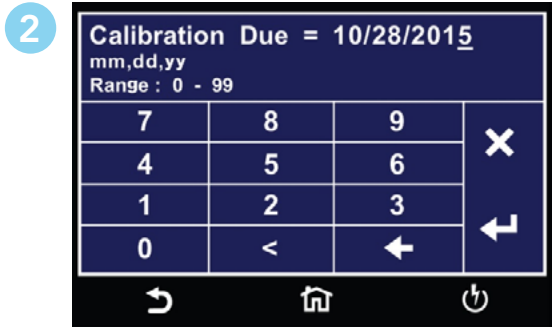 2
Calibration Due = 10/28/2015
mm,dd,yy
Range : 0 - 99
7 8 9
4 5 6
1 2 3
0 <